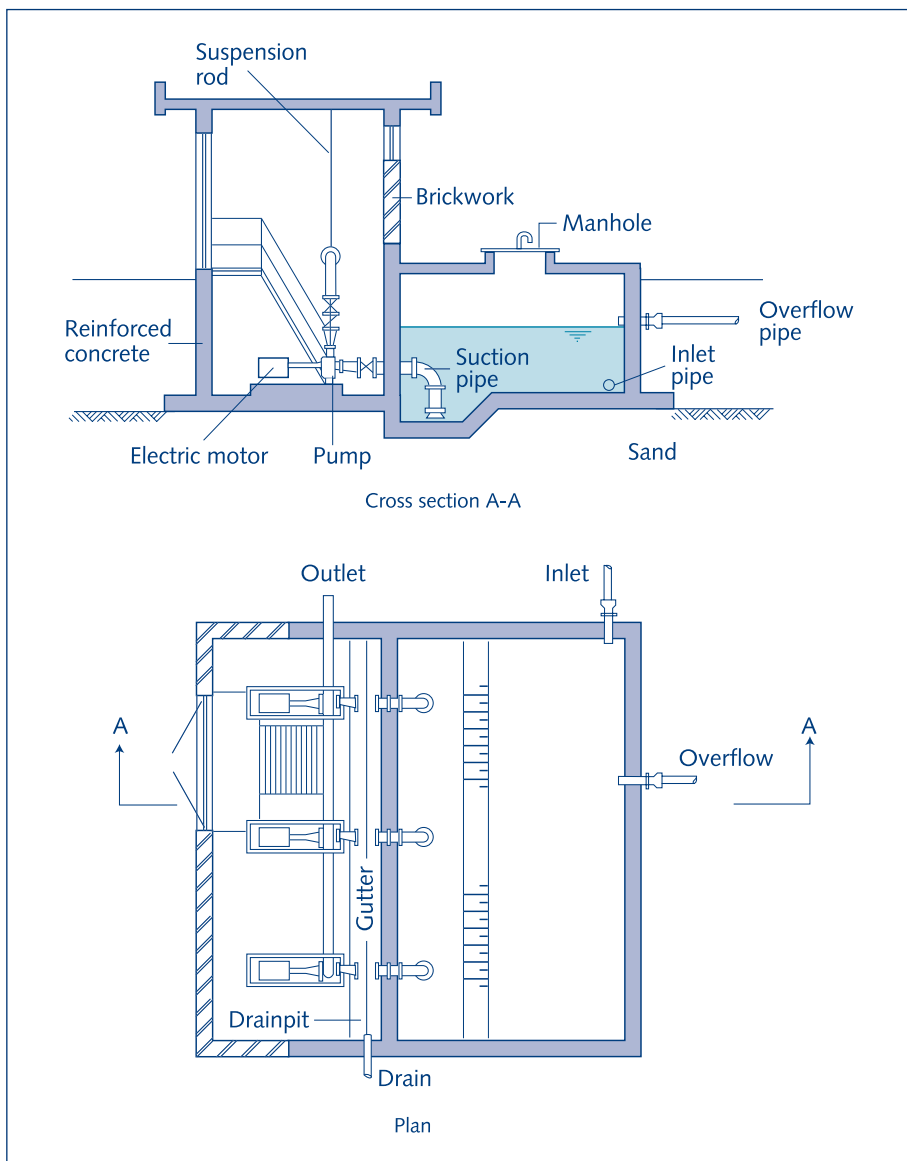 Suspension
rod
Brickwork
Manhole
Reinforced
concrete
Overflow
pipe
Suction
pipe
Inlet
pipe
Electric motor
Pump
Sand
Cross section A-A
Outlet
Inlet
A
A
Overflow
Gutter
Drainpit
Drain
Plan